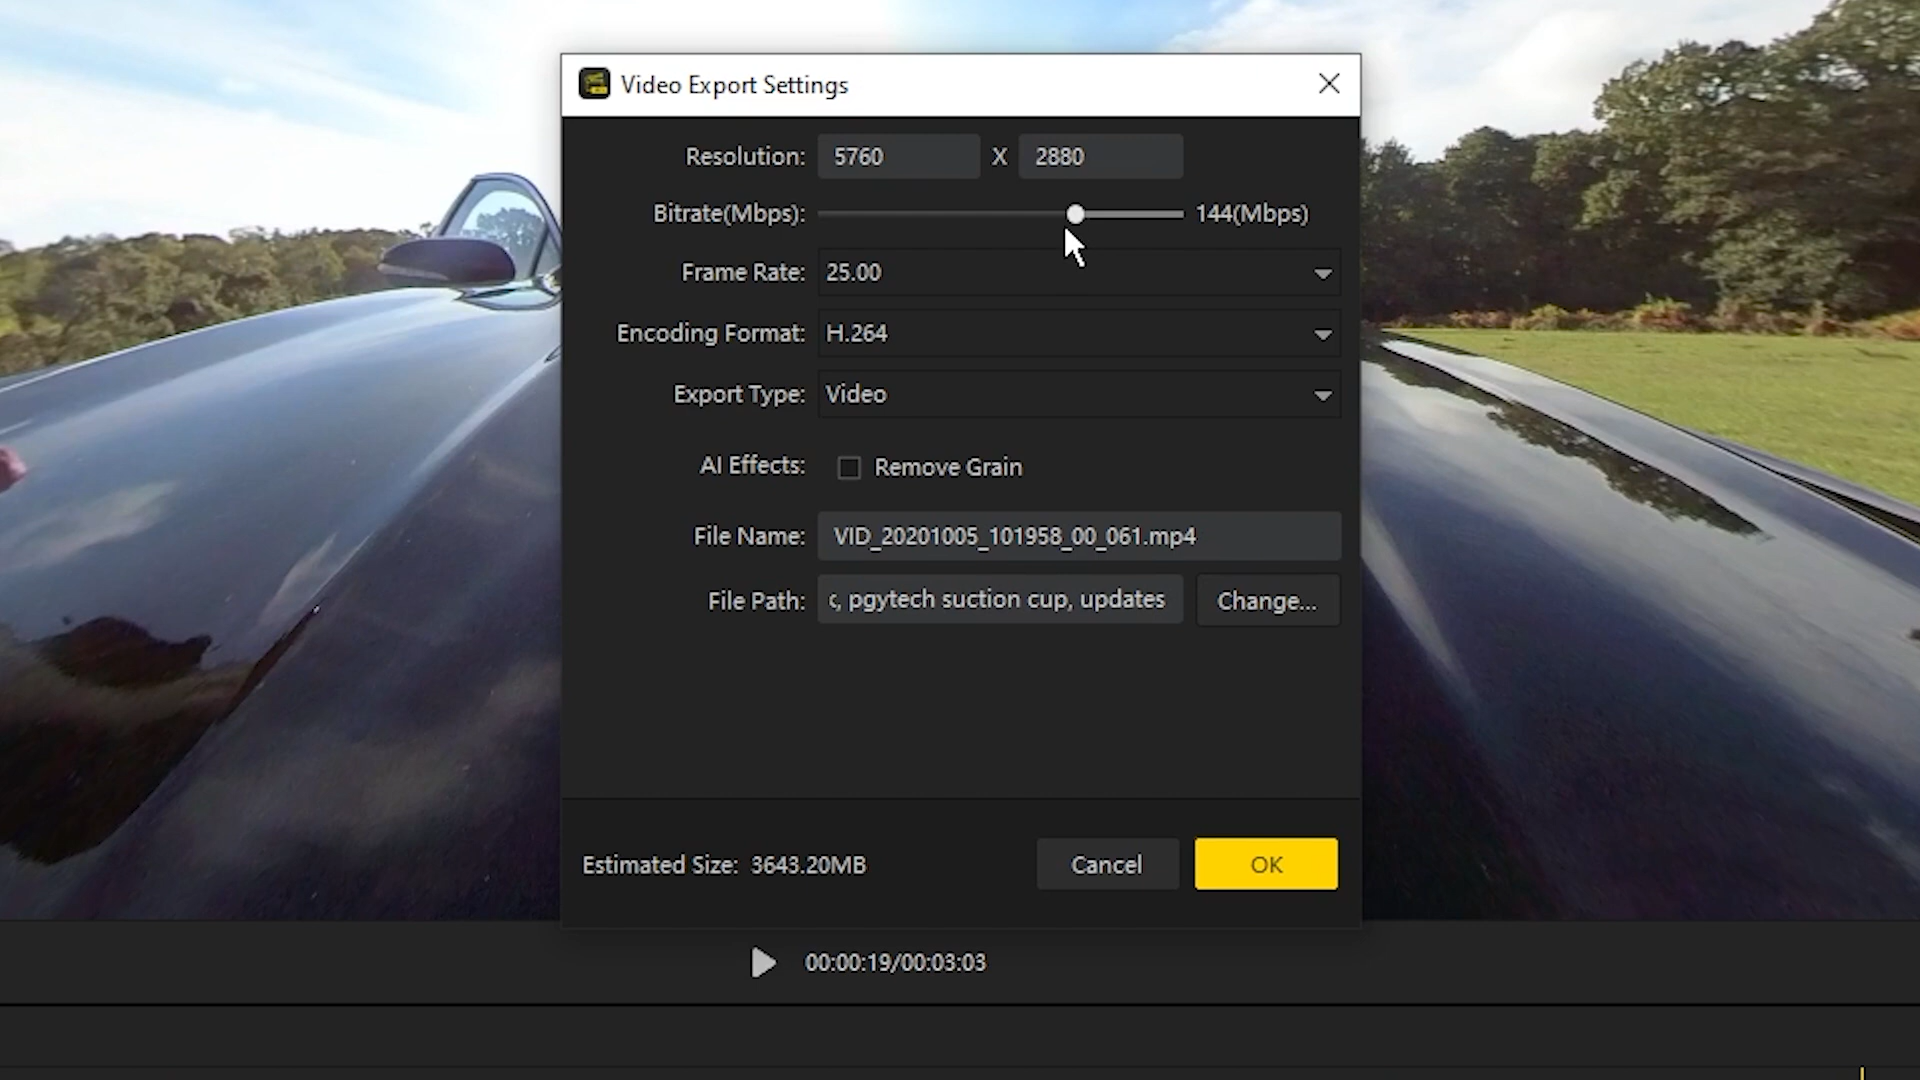 Video Export Settings
Resolution: 5760 X 2880
Bitrate(Mbps): 144(Mbps)
Frame Rate: 25.00
Encoding Format: H.264
Export Type: Video
AI Effects: Remove Grain
File Name: VID_20201005_101958_00_061.mp4
File Path: , pgytech suction cup, updates Change...
Estimated Size: 3643.20MB Cancel OK
00:00:19/00:03:03